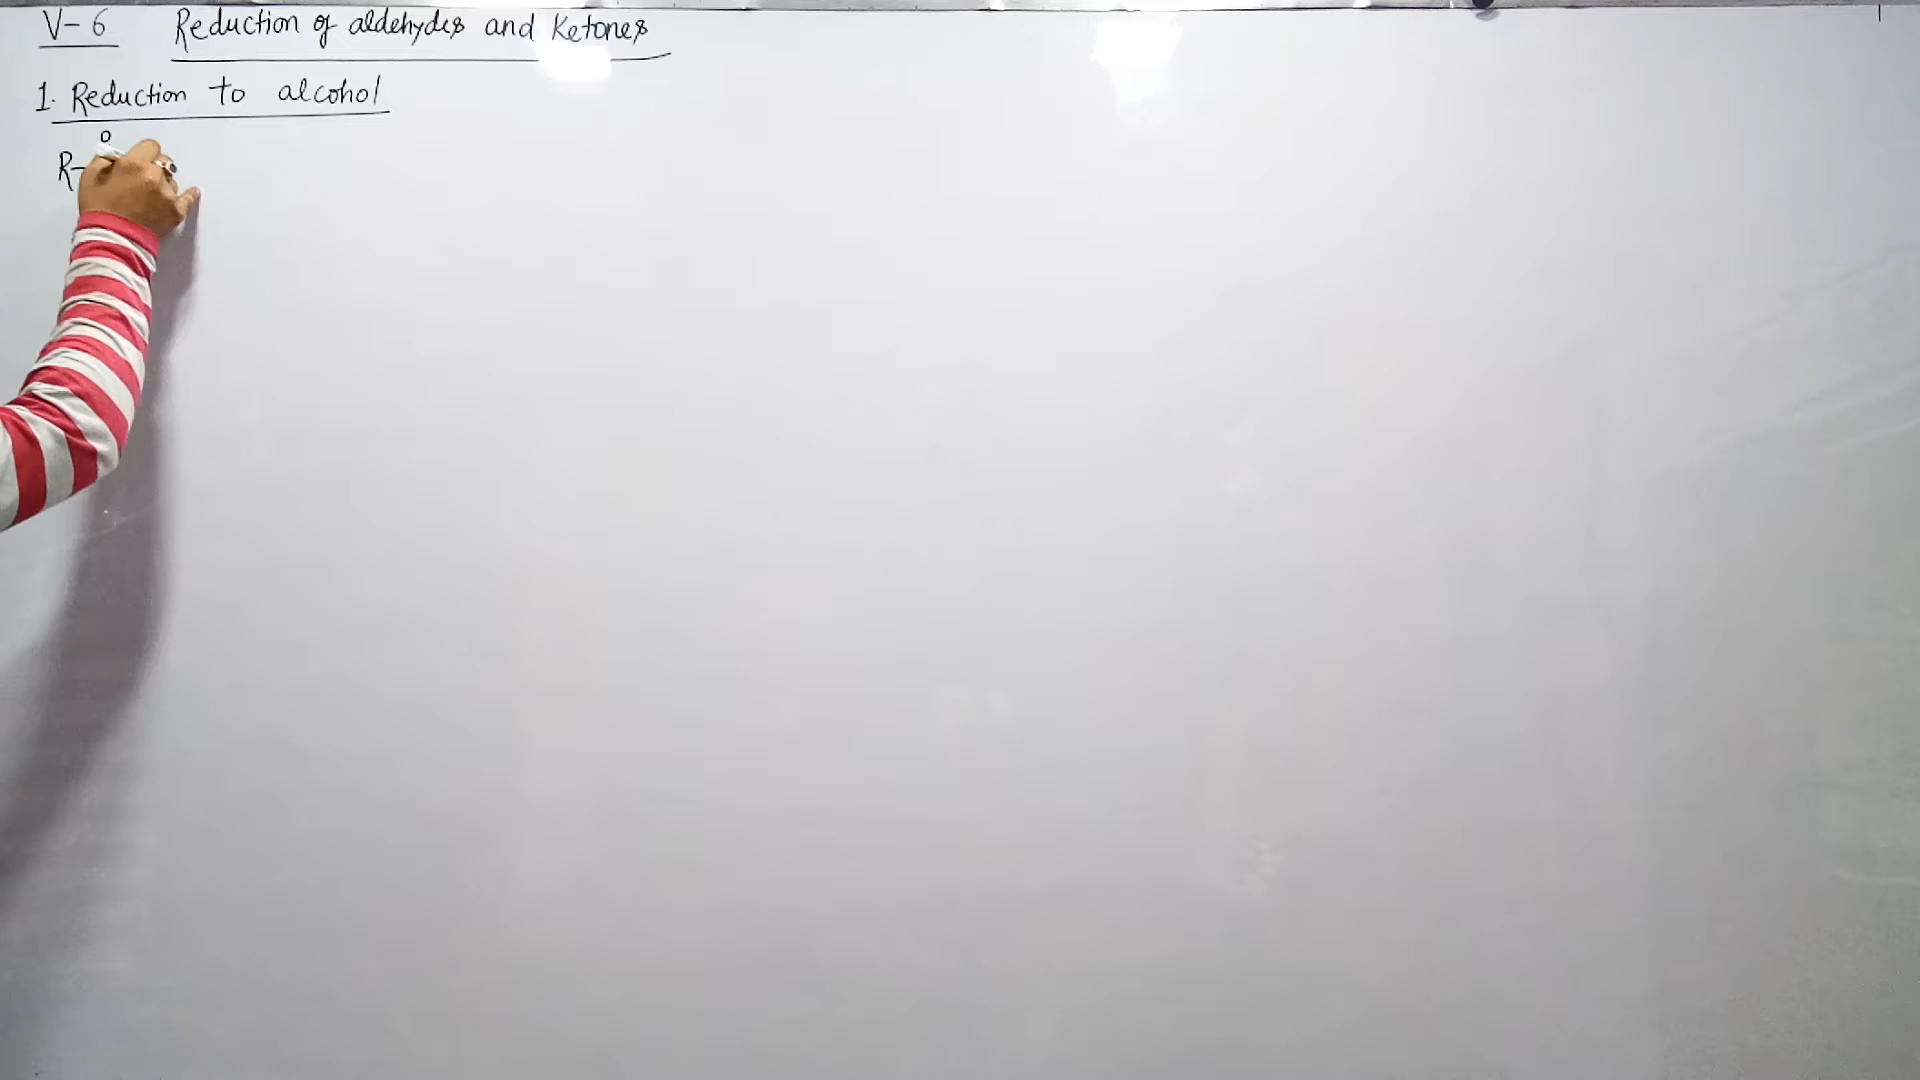 V-6 Reduction of aldehydes and Ketones
1. Reduction to alcohol
O
R-